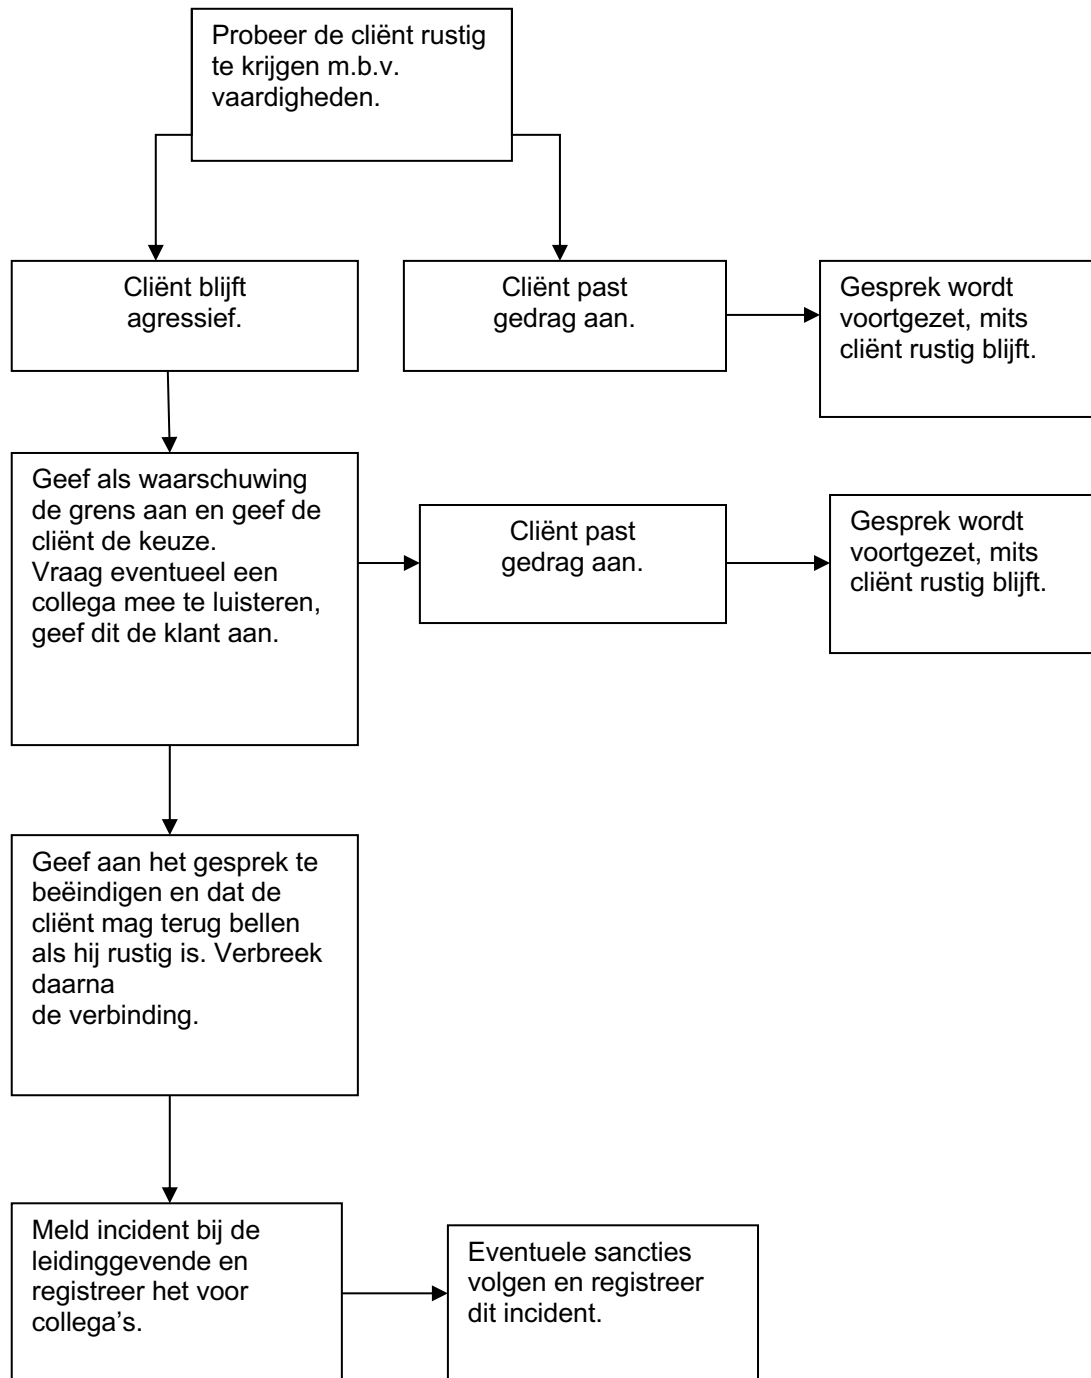 Probeer de cliënt rustig
te krijgen m.b.v.
vaardigheden.
Cliënt blijft
agressief.
Cliënt past
gedrag aan.
Gesprek wordt
voortgezet, mits
cliënt rustig blijft.
Geef als waarschuwing
de grens aan en geef de
cliënt de keuze.
Vraag eventueel een
collega mee te luisteren,
geef dit de klant aan.
Cliënt past
gedrag aan.
Gesprek wordt
voortgezet, mits
cliënt rustig blijft.
Geef aan het gesprek te
beëindigen en dat de
cliënt mag terug bellen
als hij rustig is. Verbreek
daarna
de verbinding.
Meld incident bij de
leidinggevende en
registreer het voor
collega’s.
Eventuele sancties
volgen en registreer
dit incident.